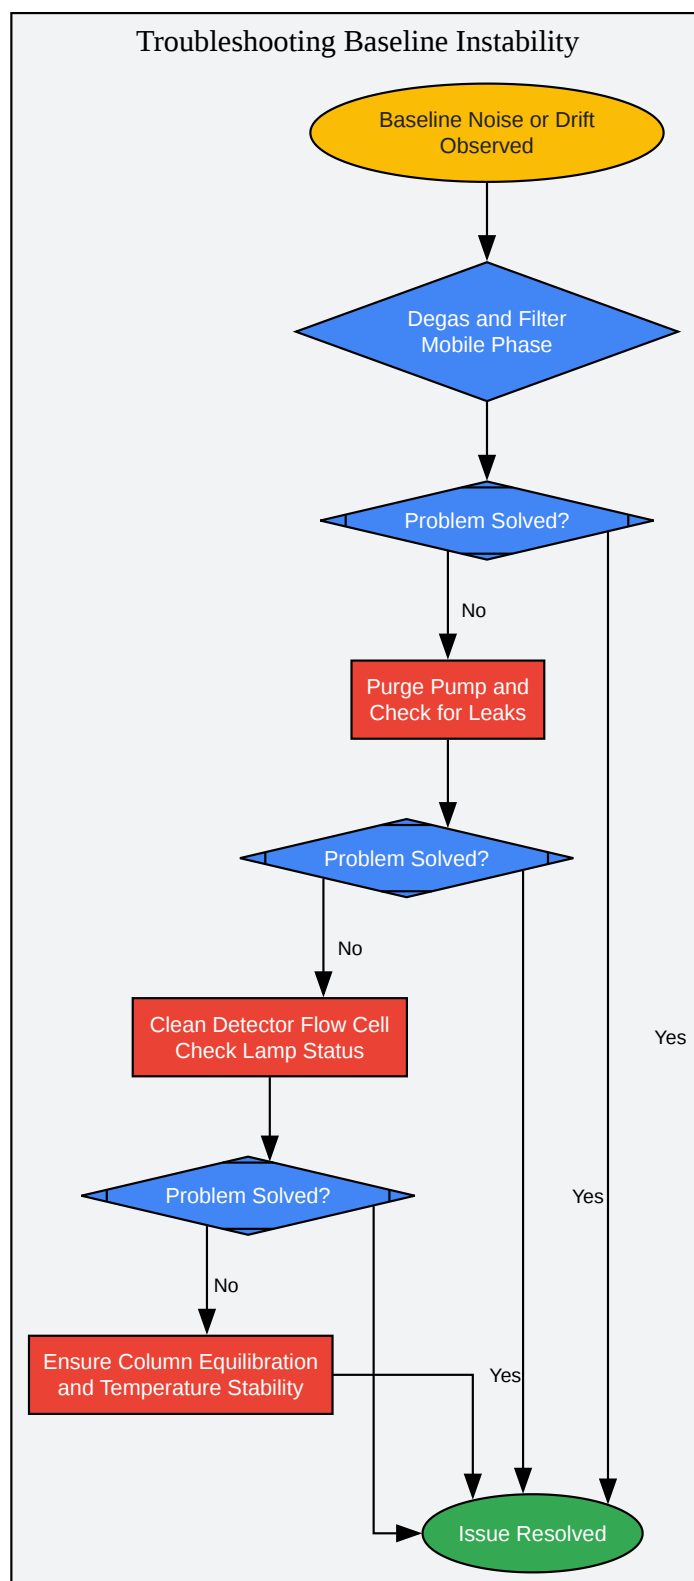 Troubleshooting Baseline Instability
Baseline Noise or Drift
Observed
Degas and Filter
Mobile Phase
Problem Solved?
No
Purge Pump and
Check for Leaks
Problem Solved?
No
Clean Detector Flow Cell
Check Lamp Status
Yes
Problem Solved?
Yes
No
Ensure Column Equilibration
and Temperature Stability
Yes
Issue Resolved